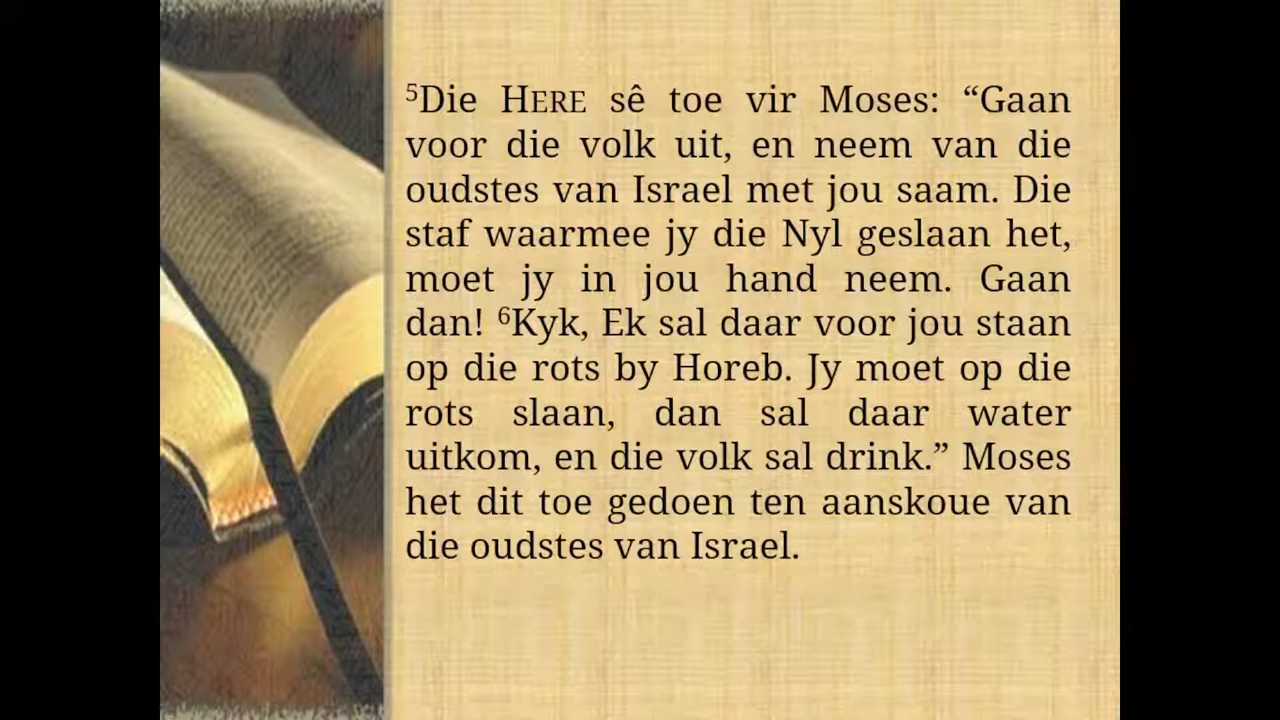 ⁵Die HERE sê toe vir Moses: “Gaan
voor die volk uit, en neem van die
oudstes van Israel met jou saam. Die
staf waarmee jy die Nyl geslaan het,
moet jy in jou hand neem. Gaan
dan! ⁶Kyk, Ek sal daar voor jou staan
op die rots by Horeb. Jy moet op die
rots slaan, dan sal daar water
uitkom, en die volk sal drink.” Moses
het dit toe gedoen ten aanskoue van
die oudstes van Israel.